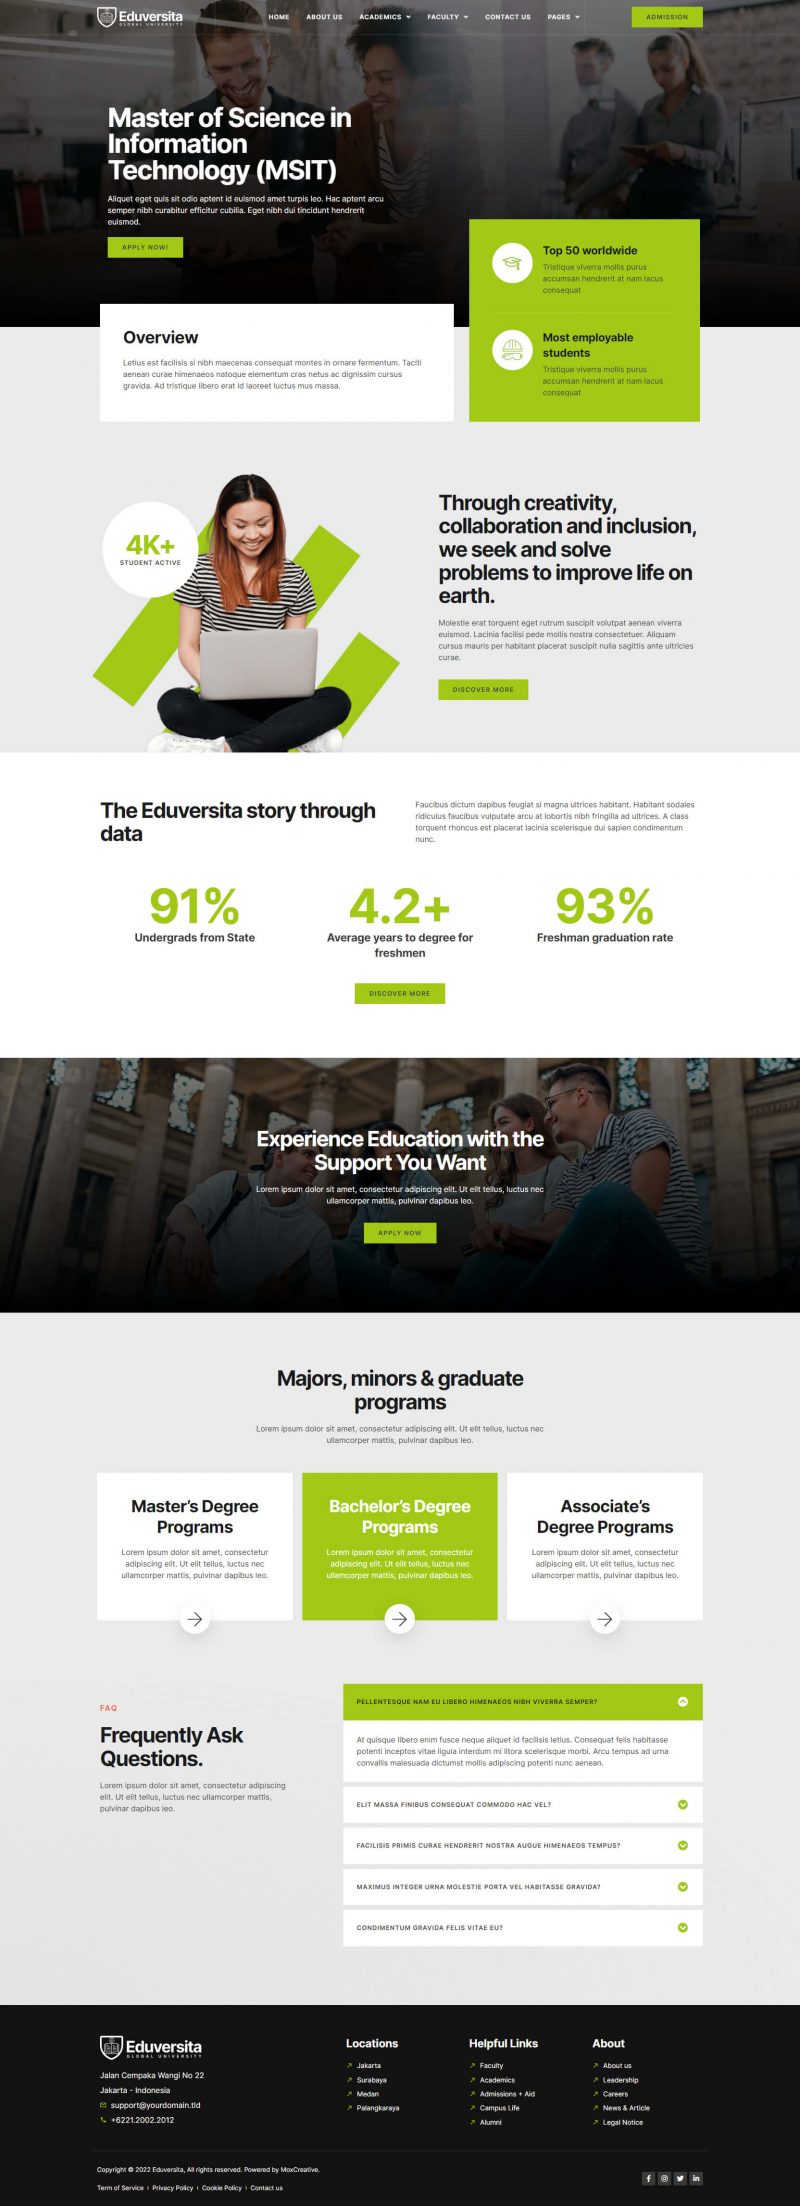 Eduversita
GLOBAL UNIVERSITY
HOME ABOUT US ACADEMICS FACULTY CONTACT US PAGES
ADMISSION
Master of Science in
Information
Technology (MSIT)
Aliquet eget quis sit odio aptent id euismod amet turpis leo. Hac aptent arcu
semper nibh curabitur efficitur cubilia. Eget nibh dui tincidunt hendrerit
euismod.
APPLY NOW!
Top 50 worldwide
Tristique viverra mollis purus
accumsan hendrerit at nam lacus
consequat
Most employable
students
Tristique viverra mollis purus
accumsan hendrerit at nam lacus
consequat
Overview
Letius est facilisis si nibh maecenas consequat montes in ornare fermentum. Taciti
aenean curae himenaeos natoque elementum cras netus ac dignissim cursus
gravida. Ad tristique libero erat id laoreet luctus mus massa.
4K+
STUDENT ACTIVE
Through creativity,
collaboration and inclusion,
we seek and solve
problems to improve life on
earth.
Molestie erat torquent eget rutrum suscipit volutpat aenean viverra
euismod. Lacinia facilisi pede mollis nostra consectetuer. Aliquam
cursus mauris per habitant placerat suscipit nulla sagittis ante ultricies
curae.
DISCOVER MORE
The Eduversita story through
data
Faucibus dictum dapibus feugiat si magna ultrices habitant. Habitant sodales
ridiculus faucibus vulputate arcu at lobortis nibh fringilla ad ultrices. A class
torquent rhoncus est placerat lacinia scelerisque dui sapien condimentum
nunc.
91%
Undergrads from State
4.2+
Average years to degree for
freshmen
93%
Freshman graduation rate
DISCOVER MORE
Experience Education with the
Support You Want
Lorem ipsum dolor sit amet, consectetur adipiscing elit. Ut elit tellus, luctus nec
ullamcorper mattis, pulvinar dapibus leo.
APPLY NOW
Majors, minors & graduate
programs
Lorem ipsum dolor sit amet, consectetur adipiscing elit. Ut elit tellus, luctus nec
ullamcorper mattis, pulvinar dapibus leo.
Master's Degree
Programs
Lorem ipsum dolor sit amet, consectetur
adipiscing elit. Ut elit tellus, luctus nec
ullamcorper mattis, pulvinar dapibus leo.
Bachelor's Degree
Programs
Lorem ipsum dolor sit amet, consectetur
adipiscing elit. Ut elit tellus, luctus nec
ullamcorper mattis, pulvinar dapibus leo.
Associate's
Degree Programs
Lorem ipsum dolor sit amet, consectetur
adipiscing elit. Ut elit tellus, luctus nec
ullamcorper mattis, pulvinar dapibus leo.
FAQ
Frequently Ask
Questions.
Lorem ipsum dolor sit amet, consectetur adipiscing
elit. Ut elit tellus, luctus nec ullamcorper mattis,
pulvinar dapibus leo.
PELLENTESQUE NAM EU LIBERO HIMENAEOS NIBH VIVERRA SEMPER?
At quisque libero enim fusce neque aliquet id facilisis letius. Consequat felis habitasse
potenti inceptos vitae ligula interdum mi litora scelerisque morbi. Arcu tempus ad urna
convallis malesuada dictumst mollis adipiscing potenti nunc aenean.
ELIT MASSA FINIBUS CONSEQUAT COMMODO HAC VEL?
FACILISIS PRIMIS CURAE HENDRERIT NOSTRA AUGUE HIMENAEOS TEMPUS?
MAXIMUS INTEGER URNA MOLESTIE PORTA VEL HABITASSE GRAVIDA?
CONDIMENTUM GRAVIDA FELIS VITAE EU?
Eduversita
GLOBAL UNIVERSITY
Jalan Cempaka Wangi No 22
Jakarta - Indonesia
support@yourdomain.tld
+6221.2002.2012
Locations
Jakarta
Surabaya
Medan
Palangkaraya
Helpful Links
Faculty
Academics
Admissions + Aid
Campus Life
Alumni
About
About us
Leadership
Careers
News & Article
Legal Notice
Copyright © 2022 Eduversita, All rights reserved. Powered by MoxCreative.
Term of Service Privacy Policy Cookie Policy Contact us